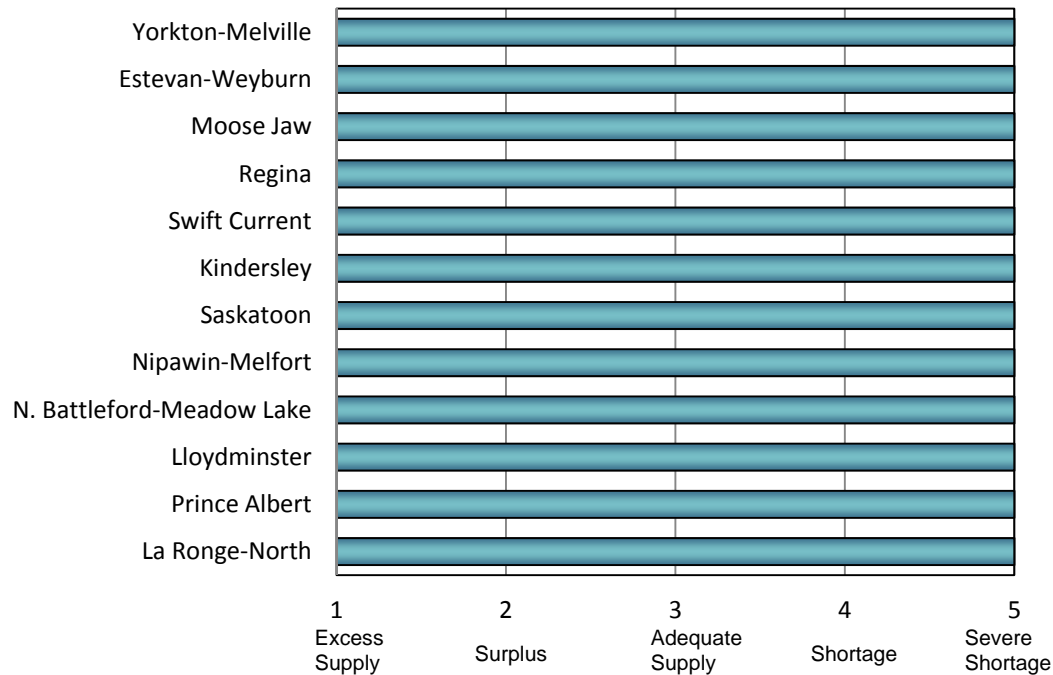 Yorkton-Melville
Estevan-Weyburn
Moose Jaw
Regina
Swift Current
Kindersley
Saskatoon
Nipawin-Melfort
N. Battleford-Meadow Lake
Lloydminster
Prince Albert
La Ronge-North
1 2 3 4 5
Excess Supply Surplus Adequate Supply Shortage Severe Shortage